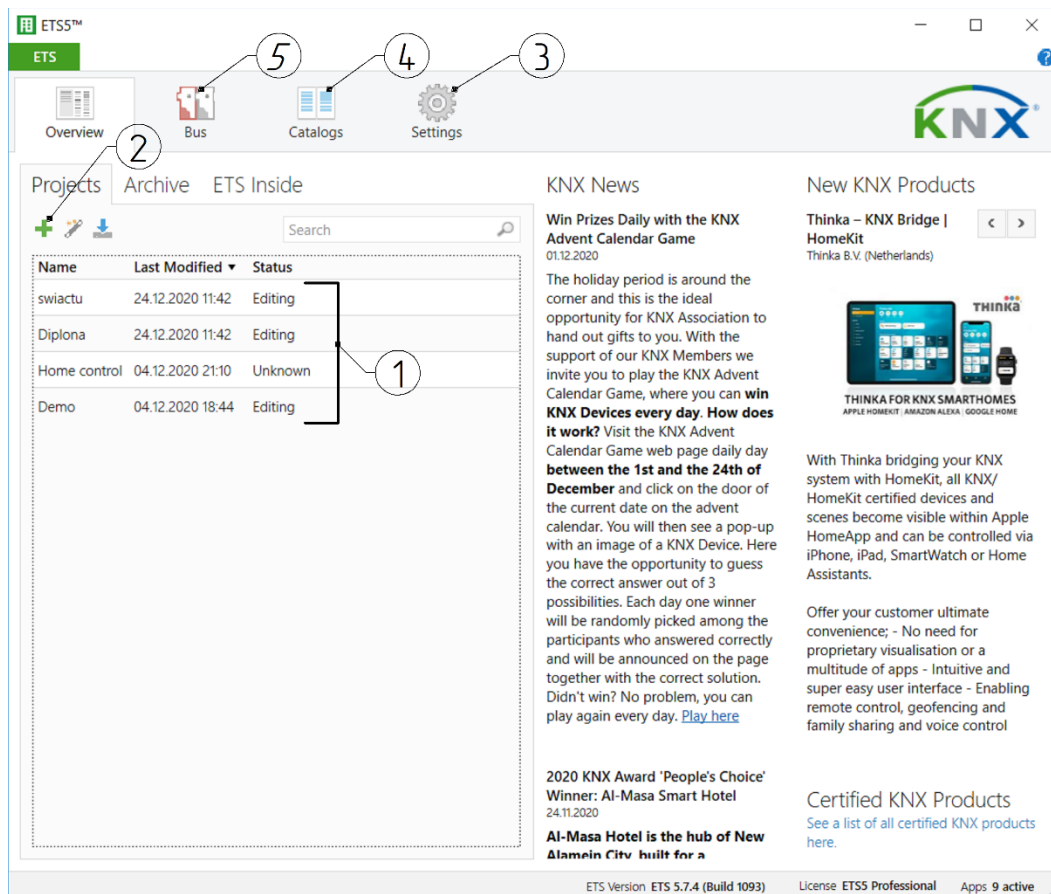 ETS5™
ETS
5
4
3
Overview
Bus
Catalogs
Settings
KNX
2
Projects Archive ETS Inside
Search
Name Last Modified Status
swiactu 24.12.2020 11:42 Editing
Diplona 24.12.2020 11:42 Editing
Home control 04.12.2020 21:10 Unknown
Demo 04.12.2020 18:44 Editing
1
KNX News
Win Prizes Daily with the KNX
Advent Calendar Game
01.12.2020
The holiday period is around the
corner and this is the ideal
opportunity for KNX Association to
hand out gifts to you. With the
support of our KNX Members we
invite you to play the KNX Advent
Calendar Game, where you can win
KNX Devices every day. How does
it work? Visit the KNX Advent
Calendar Game web page daily day
between the 1st and the 24th of
December and click on the door of
the current date on the advent
calendar. You will then see a pop-up
with an image of a KNX Device. Here
you have the opportunity to guess
the correct answer out of 3
possibilities. Each day one winner
will be randomly picked among the
participants who answered correctly
and will be announced on the page
together with the correct solution.
Didn't win? No problem, you can
play again every day. Play here
2020 KNX Award 'People's Choice'
Winner: Al-Masa Smart Hotel
24.11.2020
Al-Masa Hotel is the hub of New
Alamein City, built for a
New KNX Products
Thinka – KNX Bridge |
HomeKit
Thinka B.V. (Netherlands)
THINKA
THINKA FOR KNX SMARTHOMES
APPLE HOMEKIT | AMAZON ALEXA | GOOGLE HOME
With Thinka bridging your KNX
system with HomeKit, all KNX/
HomeKit certified devices and
scenes become visible within Apple
HomeApp and can be controlled via
iPhone, iPad, SmartWatch or Home
Assistants.
Offer your customer ultimate
convenience; - No need for
proprietary visualisation or a
multitude of apps - Intuitive and
super easy user interface - Enabling
remote control, geofencing and
family sharing and voice control
Certified KNX Products
See a list of all certified KNX products
here.
ETS Version ETS 5.7.4 (Build 1093) License ETS5 Professional Apps 9 active